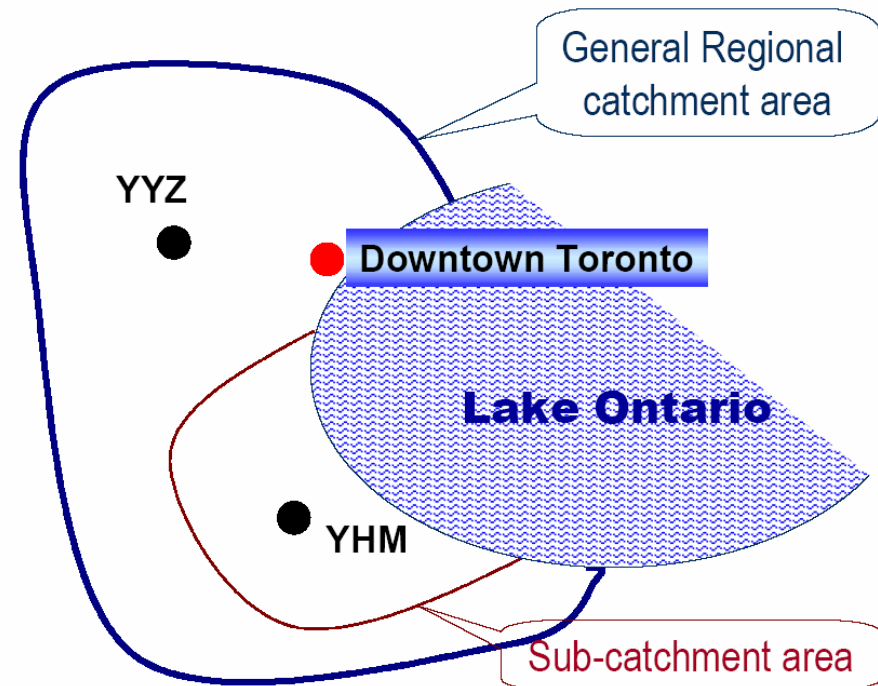 General Regional
catchment area
YYZ
Downtown Toronto
Lake Ontario
YHM
Sub-catchment area